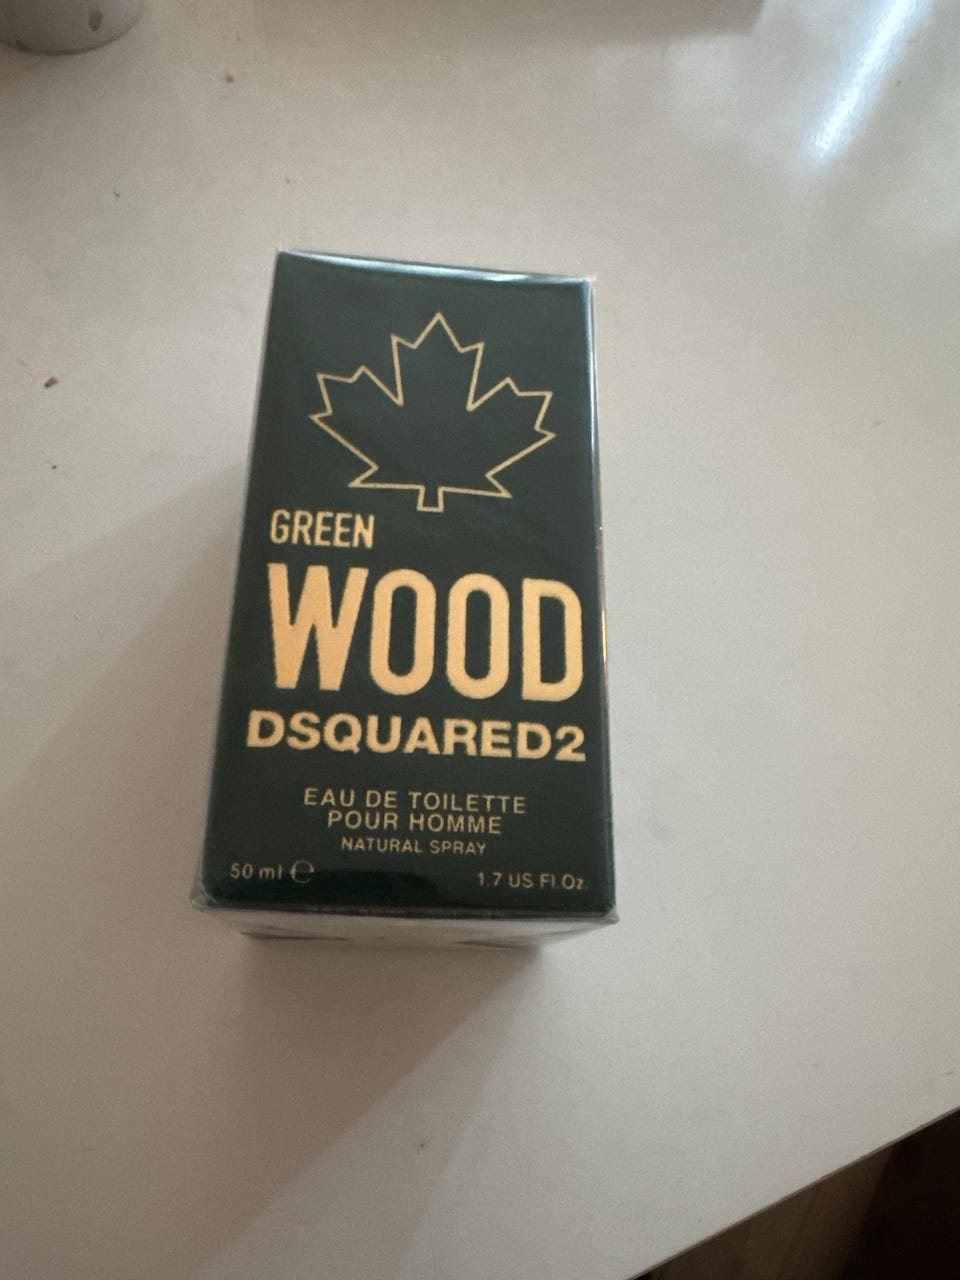 GREEN
WOOD
DSQUARED2
EAU DE TOILETTE
POUR HOMME
NATURAL SPRAY
50 ml ℮ 1.7 US Fl.Oz.